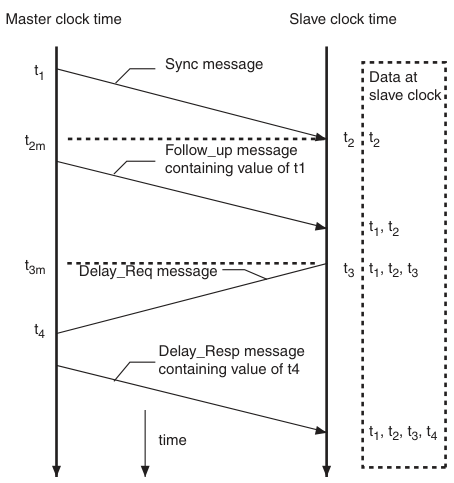 Master clock time
Slave clock time
t1
Sync message
Data at
slave clock
t2m
t2
t2
Follow_up message
containing value of t1
t1, t2
t3m
Delay_Req message
t3
t1, t2, t3
t4
Delay_Resp message
containing value of t4
t1, t2, t3, t4
time